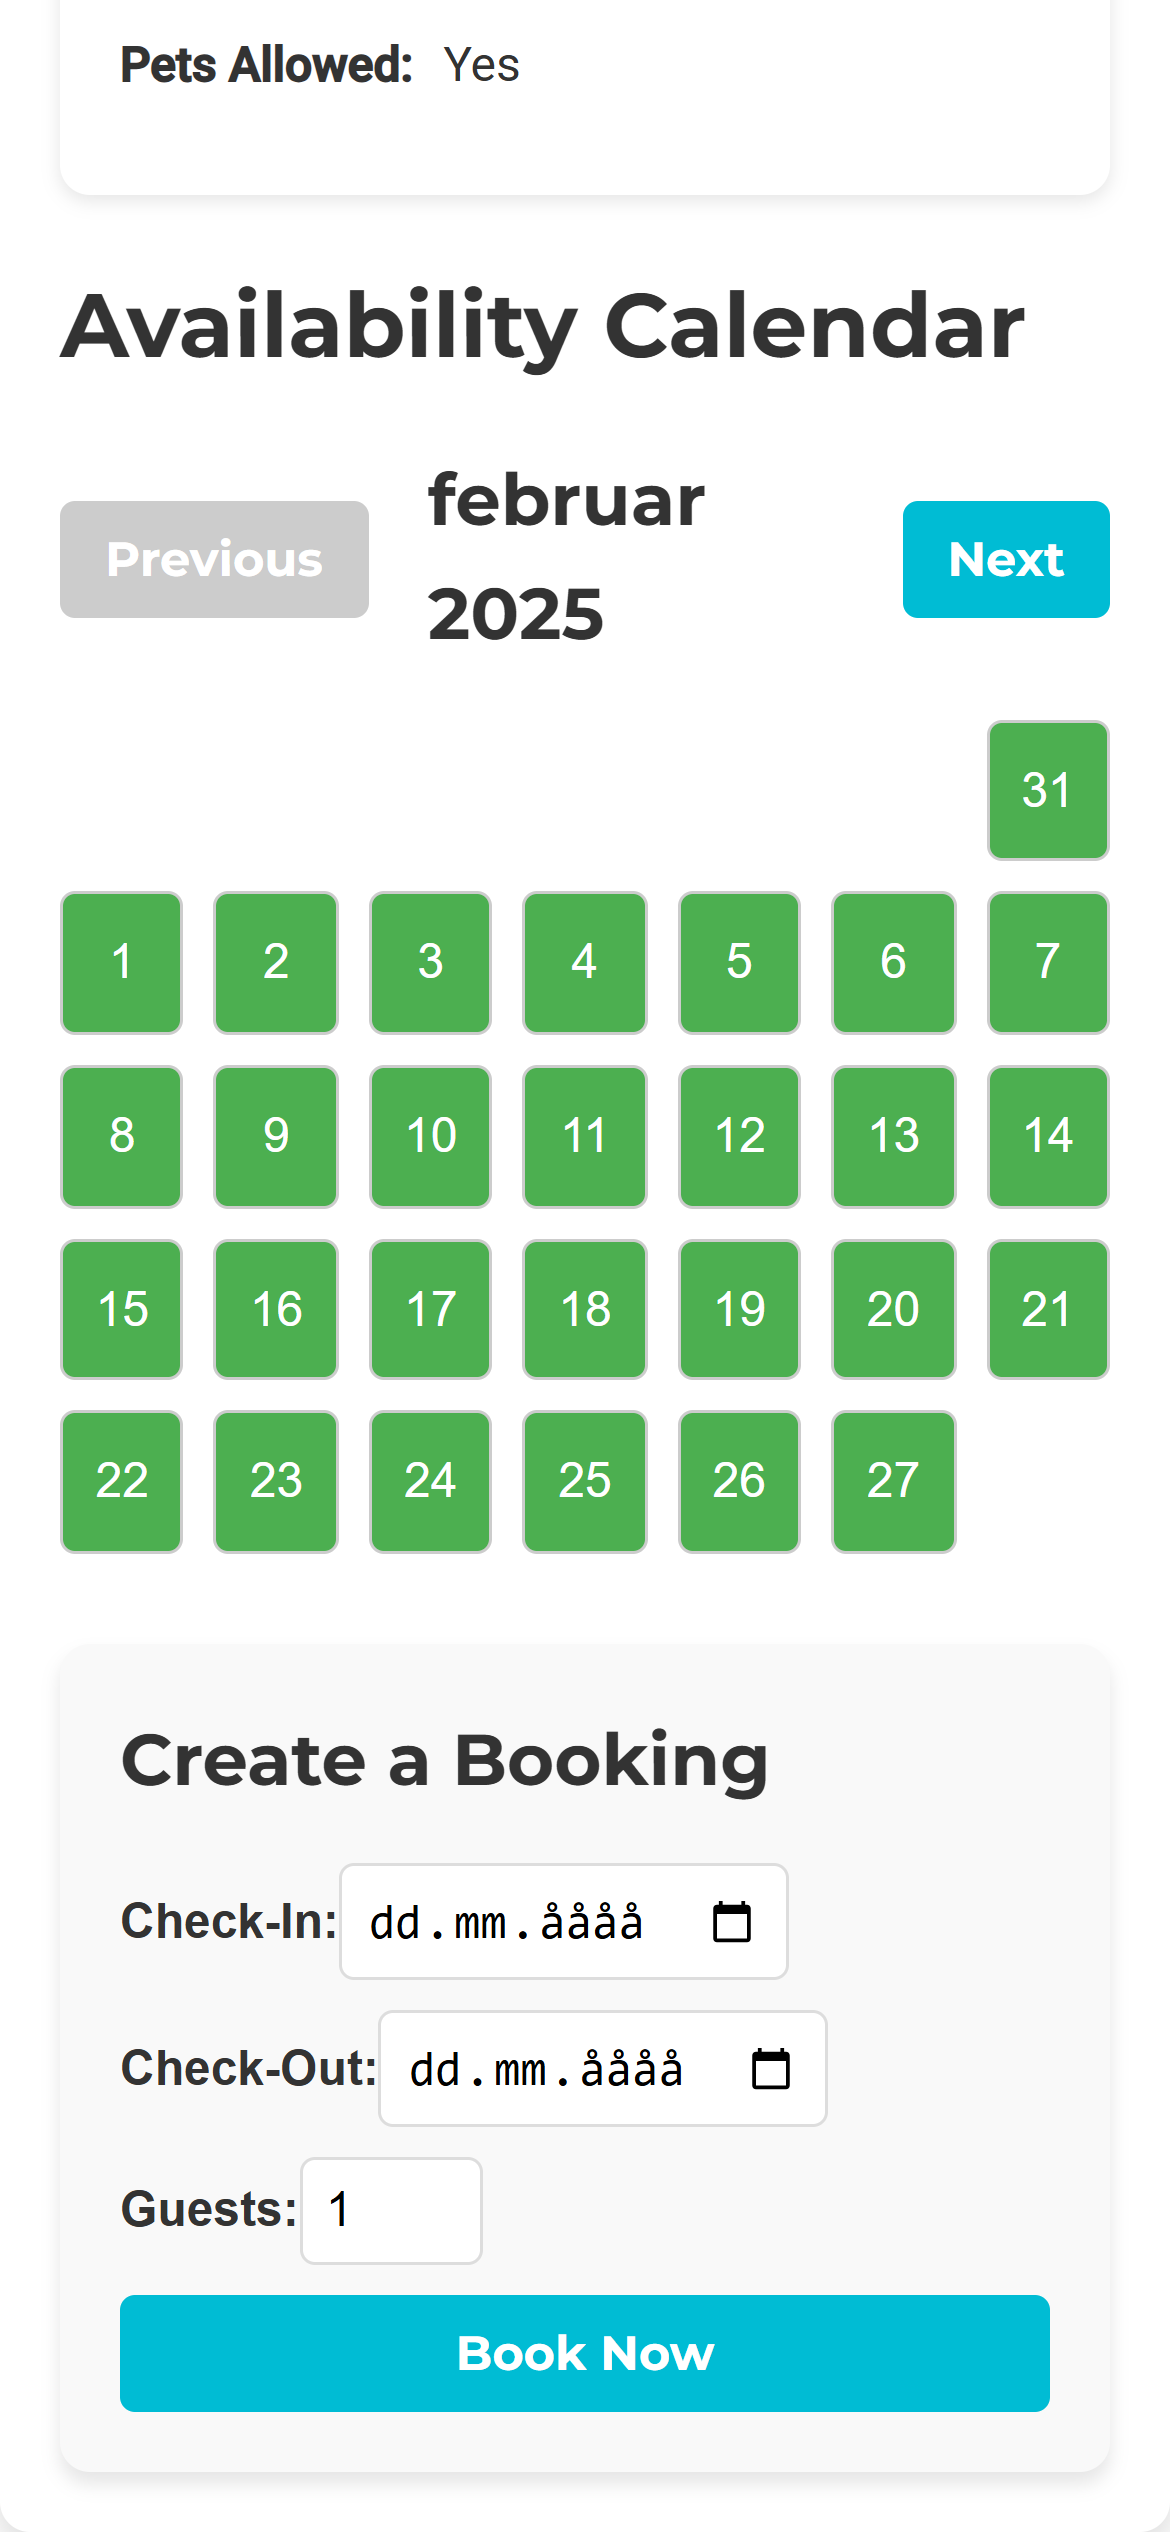 Pets Allowed: Yes
Availability Calendar
Previous
februar
2025
Next
31
1 2 3 4 5 6 7
8 9 10 11 12 13 14
15 16 17 18 19 20 21
22 23 24 25 26 27
Create a Booking
Check-In: dd.mm.åååå
Check-Out: dd.mm.åååå
Guests: 1
Book Now